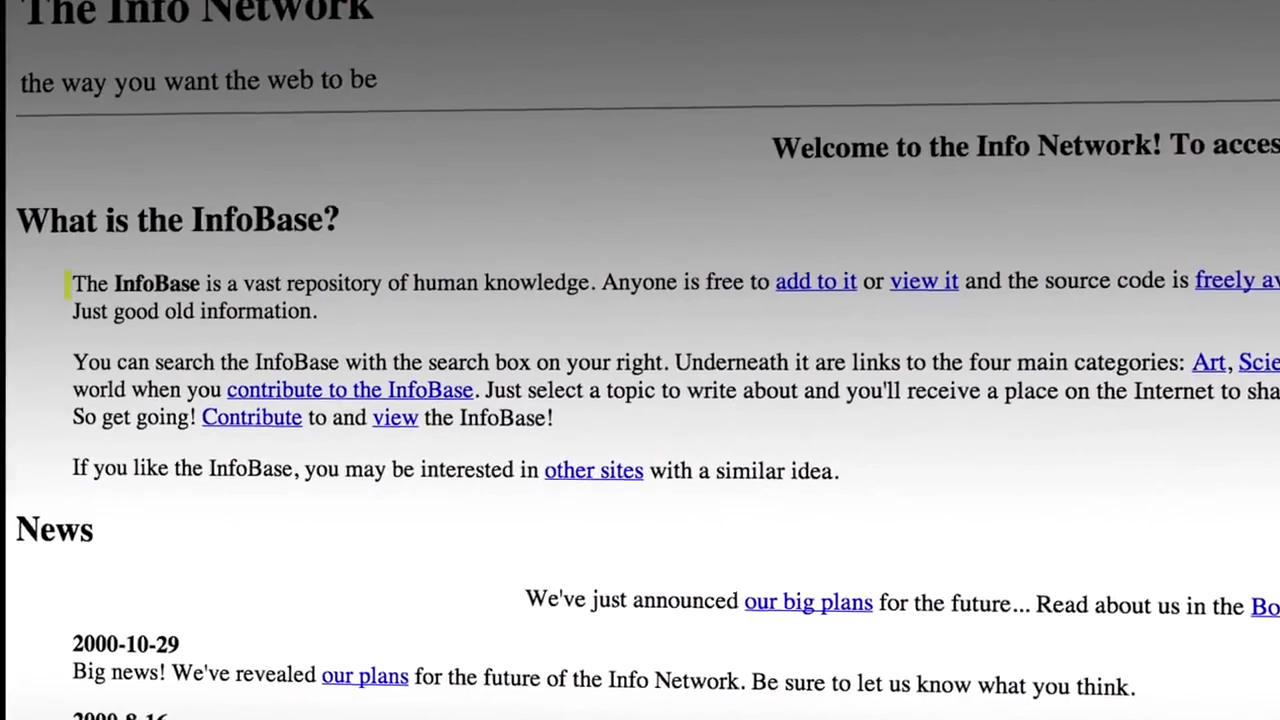 The Info Network
the way you want the web to be
Welcome to the Info Network! To acces
What is the InfoBase?
The InfoBase is a vast repository of human knowledge. Anyone is free to add to it or view it and the source code is freely av
Just good old information.
You can search the InfoBase with the search box on your right. Underneath it are links to the four main categories: Art, Scie
world when you contribute to the InfoBase. Just select a topic to write about and you'll receive a place on the Internet to sha
So get going! Contribute to and view the InfoBase!
If you like the InfoBase, you may be interested in other sites with a similar idea.
News
We've just announced our big plans for the future... Read about us in the Bo
2000-10-29
Big news! We've revealed our plans for the future of the Info Network. Be sure to let us know what you think.
2000-8-16